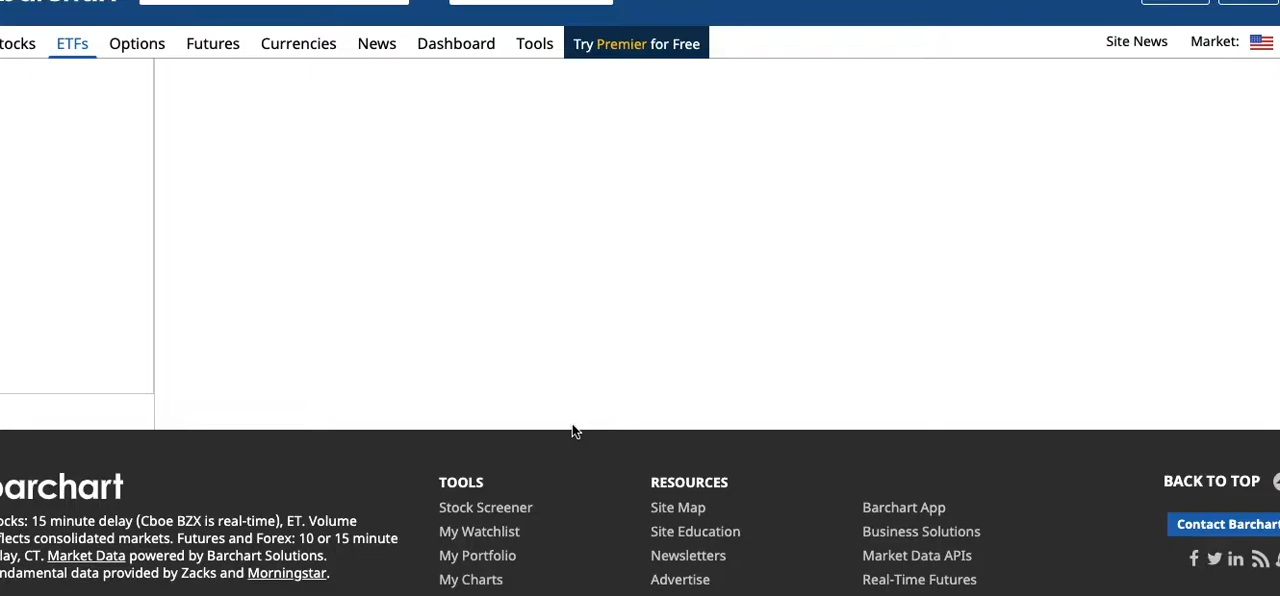 ETFs Options Futures Currencies News Dashboard Tools Try Premier for Free Site News Market:
TOOLS
Stock Screener
My Watchlist
My Portfolio
My Charts
RESOURCES
Site Map
Site Education
Newsletters
Advertise
Barchart App
Business Solutions
Market Data APIs
Real-Time Futures
BACK TO TOP
Contact Barchart
barchart
ocks: 15 minute delay (Cboe BZX is real-time), ET. Volume
flects consolidated markets. Futures and Forex: 10 or 15 minute
lay, CT. Market Data powered by Barchart Solutions.
ndamental data provided by Zacks and Morningstar.